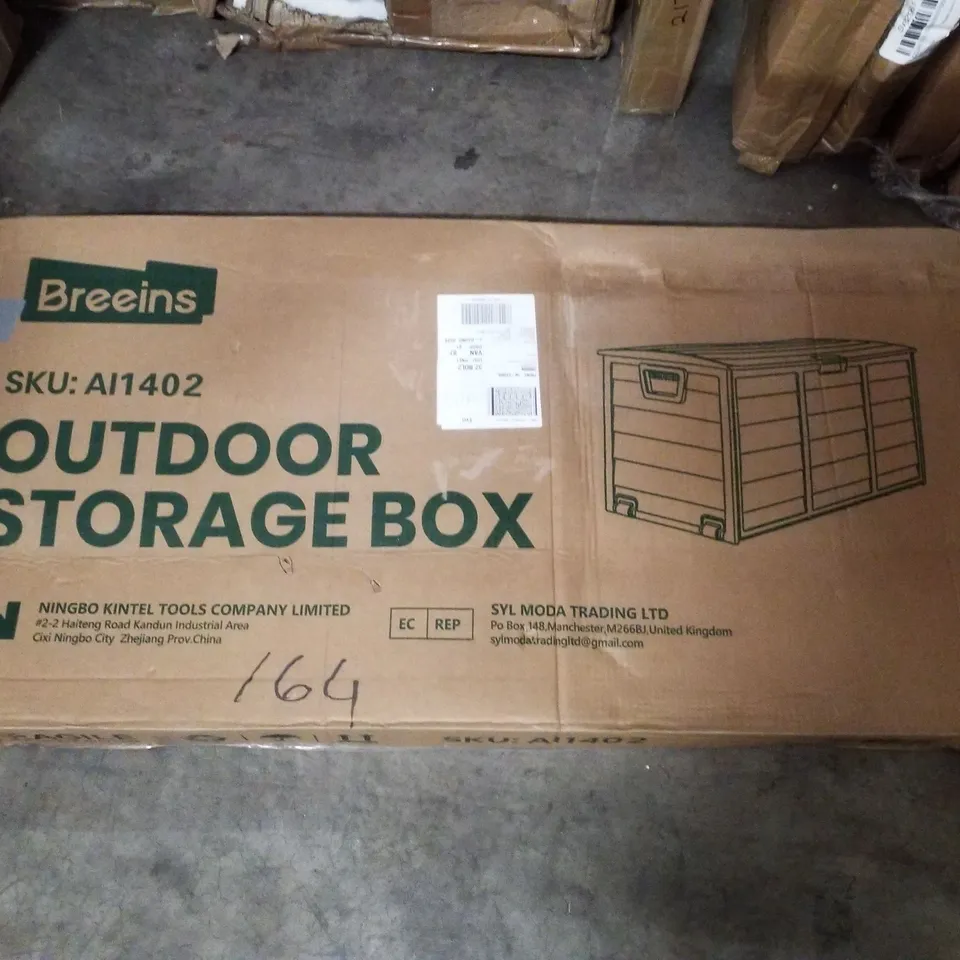 Breeins
SKU: AI1402
OUTDOOR
STORAGE BOX
NINGBO KINTEL TOOLS COMPANY LIMITED
#2-2 Haiteng Road Kandun Industrial Area
Cixi Ningbo City Zhejiang Prov.China
EC REP
SYL MODA TRADING LTD
Po Box 148,Manchester,M266BJ,United Kingdom
sylmodatradingltd@gmail.com
164
SKU: AI1402